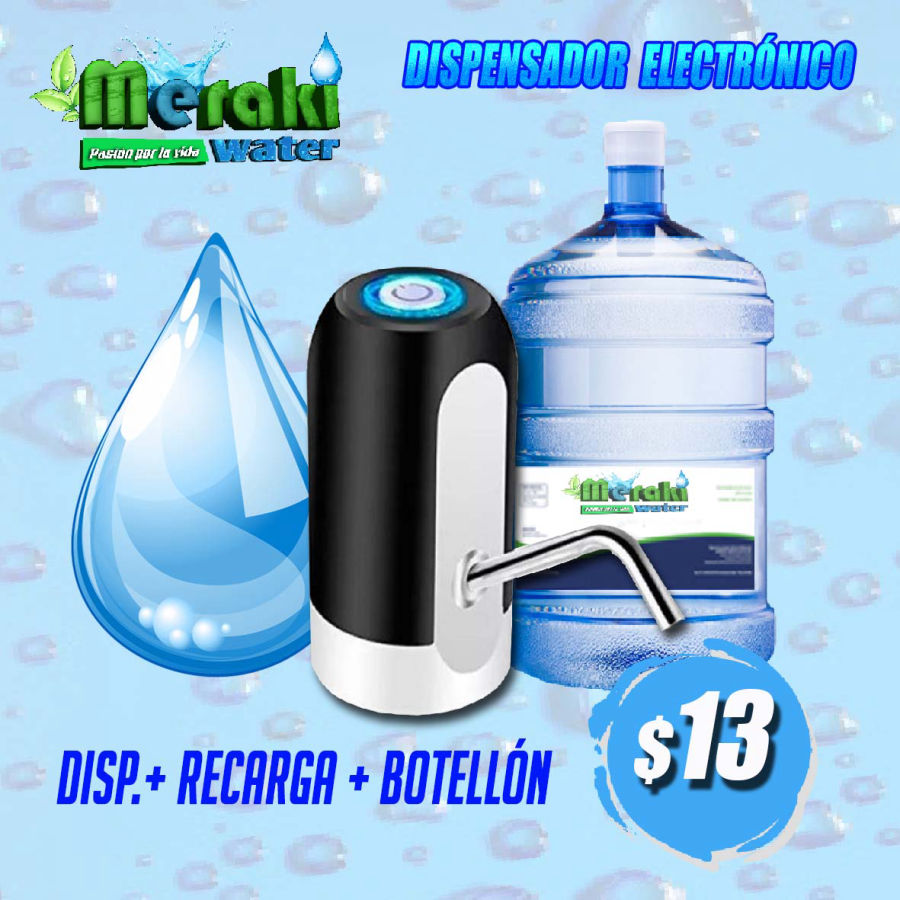 Meraki
Pasion por la vida
water
DISPENSADOR ELECTRÓNICO
Meraki
water
DISP.+ RECARGA + BOTELLÓN
$13